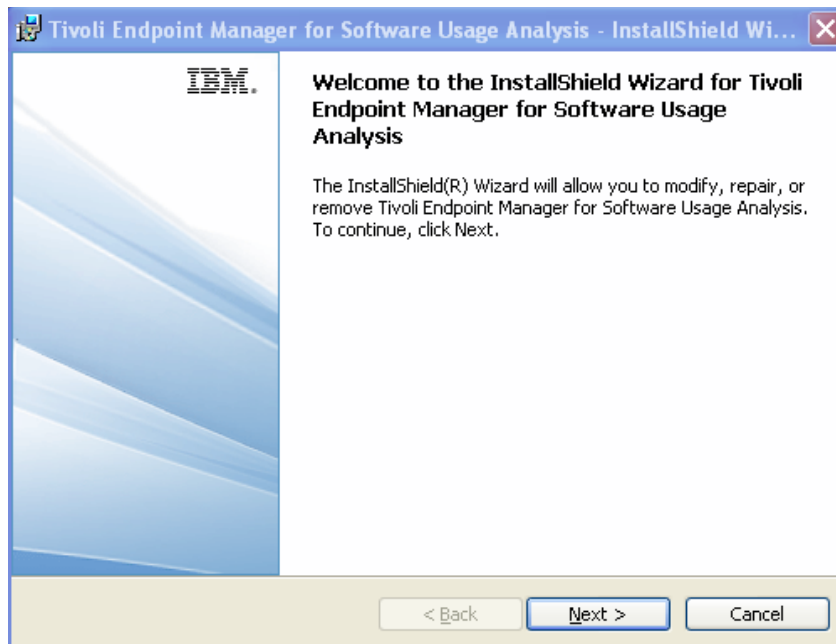 Tivoli Endpoint Manager for Software Usage Analysis - InstallShield Wi...
IBM.
Welcome to the InstallShield Wizard for Tivoli
Endpoint Manager for Software Usage
Analysis
The InstallShield(R) Wizard will allow you to modify, repair, or
remove Tivoli Endpoint Manager for Software Usage Analysis.
To continue, click Next.
< Back
Next >
Cancel